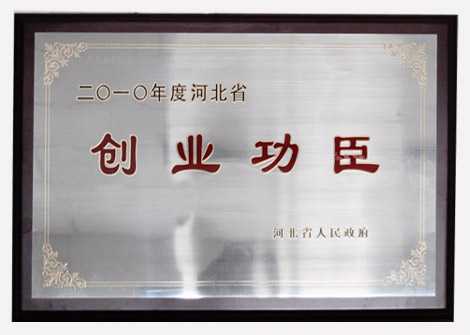 二〇一〇年度河北省
创业功臣
河北省人民政府